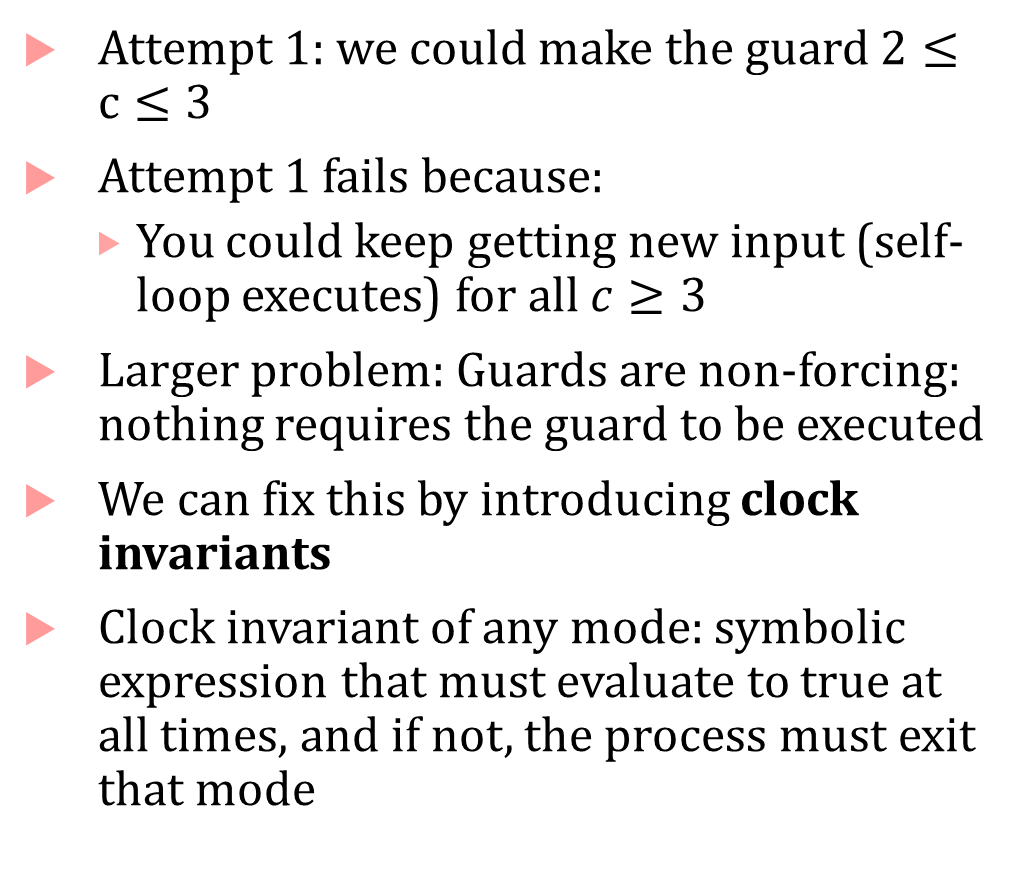 Attempt 1: we could make the guard 2 ≤
c ≤ 3
Attempt 1 fails because:
You could keep getting new input (self-
loop executes) for all c ≥ 3
Larger problem: Guards are non-forcing:
nothing requires the guard to be executed
We can fix this by introducing clock
invariants
Clock invariant of any mode: symbolic
expression that must evaluate to true at
all times, and if not, the process must exit
that mode